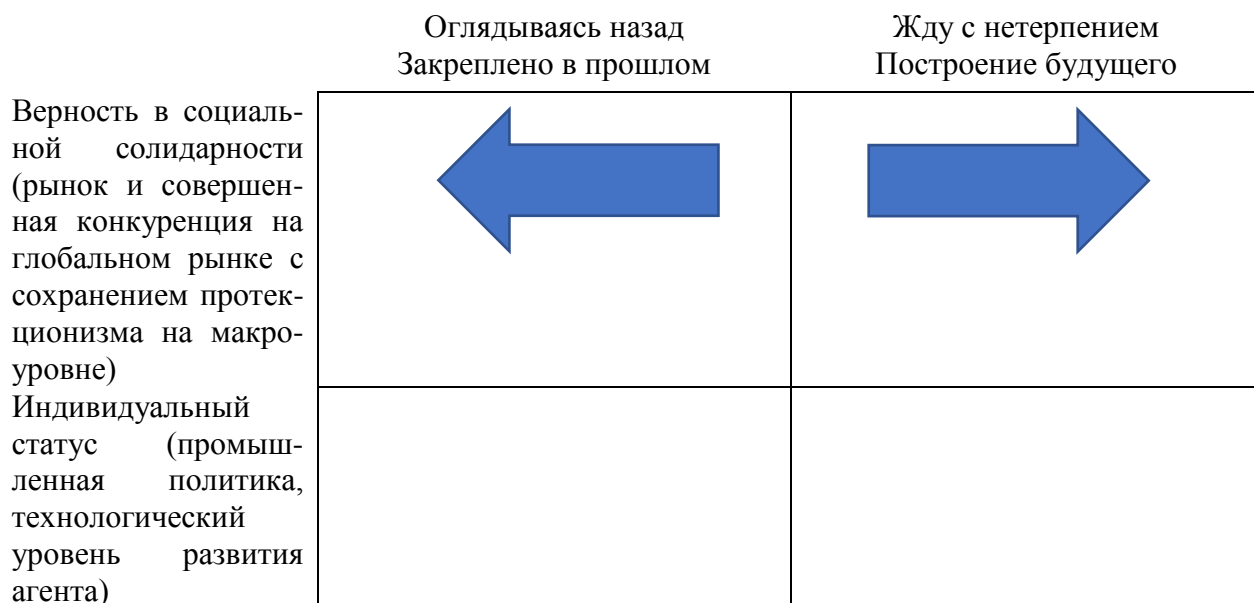 Оглядываясь назад
Закреплено в прошлом
Жду с нетерпением
Построение будущего
Верность в социаль-
ной солидарности
(рынок и совершен-
ная конкуренция на
глобальном рынке с
сохранением протек-
ционизма на макро-
уровне)
Индивидуальный
статус (промыш-
ленная политика,
технологический
уровень развития
агента)